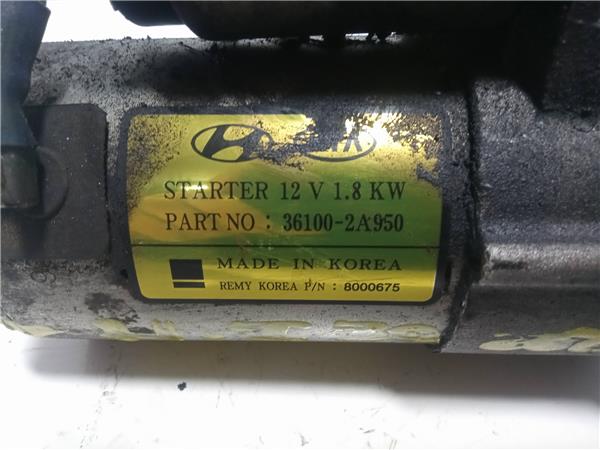 STARTER 12 V 1.8 KW
PART NO : 36100-2A950
MADE IN KOREA
REMY KOREA P/N : 8000675